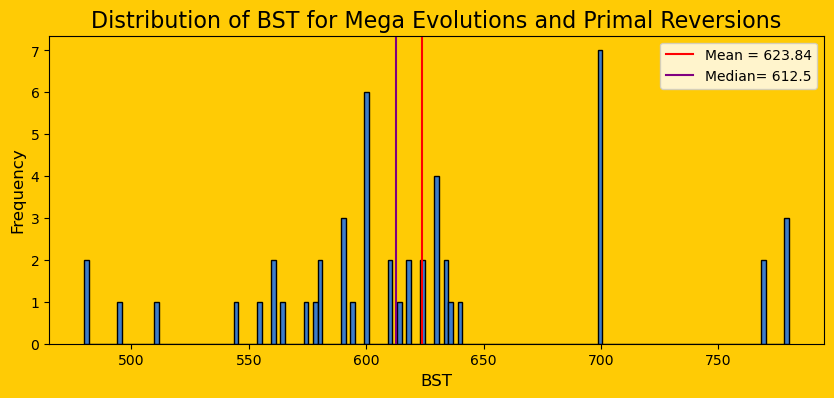 Distribution of BST for Mega Evolutions and Primal Reversions
Mean = 623.84
Median= 612.5
Frequency
7
6
5
4
3
2
1
0
500 550 600 650 700 750
BST